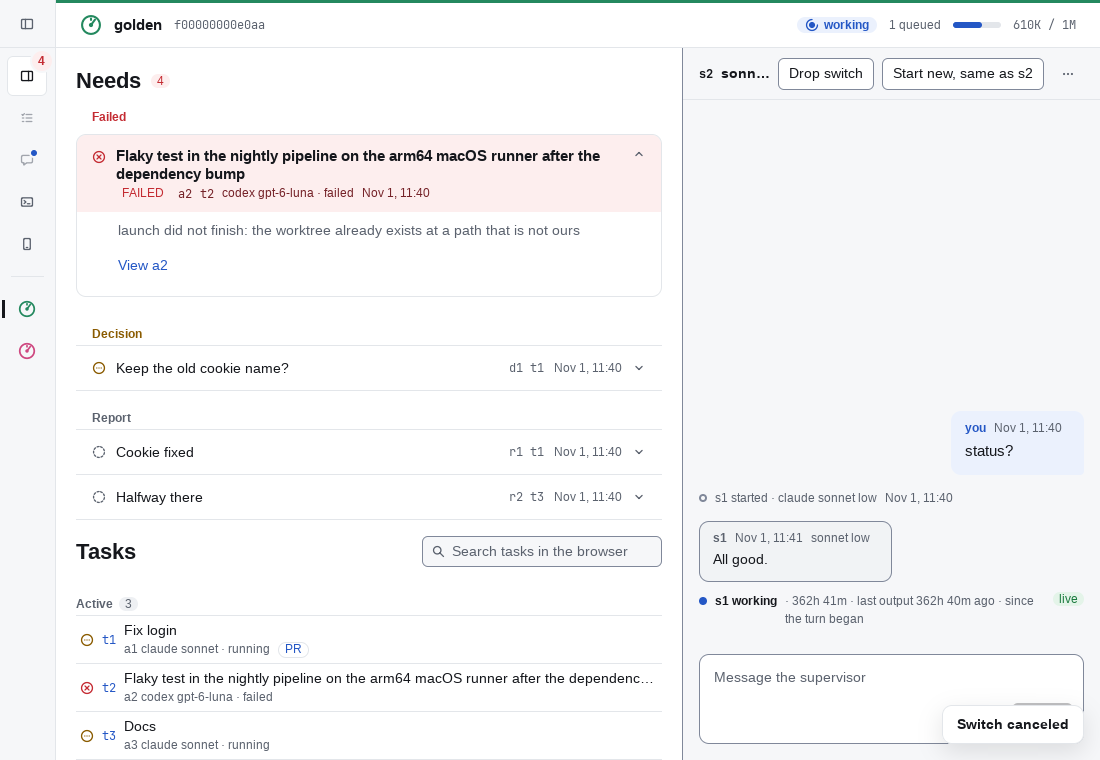 golden f00000000e0aa
working 1 queued 610K / 1M
4
Needs 4
Failed
Flaky test in the nightly pipeline on the arm64 macOS runner after the
dependency bump
FAILED a2 t2 codex gpt-6-luna · failed Nov 1, 11:40
launch did not finish: the worktree already exists at a path that is not ours
View a2
Decision
Keep the old cookie name? d1 t1 Nov 1, 11:40
Report
Cookie fixed r1 t1 Nov 1, 11:40
Halfway there r2 t3 Nov 1, 11:40
Tasks
Search tasks in the browser
Active 3
t1 Fix login
a1 claude sonnet · running PR
t2 Flaky test in the nightly pipeline on the arm64 macOS runner after the dependenc…
a2 codex gpt-6-luna · failed
t3 Docs
a3 claude sonnet · running
s2 sonn… Drop switch Start new, same as s2
you Nov 1, 11:40
status?
s1 started · claude sonnet low Nov 1, 11:40
s1 Nov 1, 11:41 sonnet low
All good.
s1 working · 362h 41m · last output 362h 40m ago · since
the turn began
live
Message the supervisor
Switch canceled